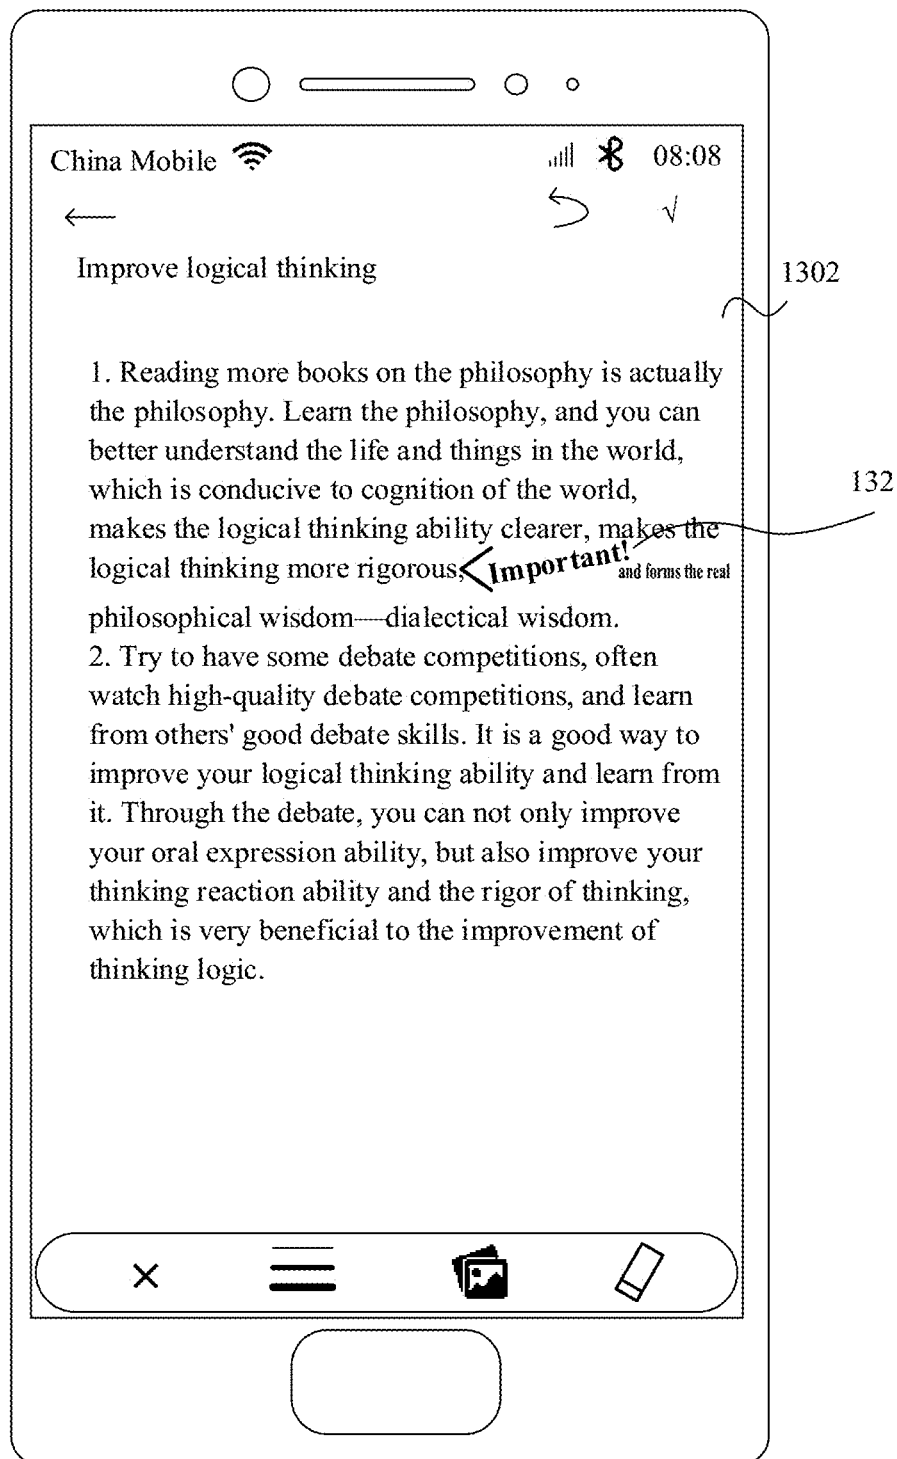 China Mobile 08:08
√
Improve logical thinking
1302
1. Reading more books on the philosophy is actually
the philosophy. Learn the philosophy, and you can
better understand the life and things in the world,
which is conducive to cognition of the world,
132
makes the logical thinking ability clearer, makes the
logical thinking more rigorous, Important! and forms the real
philosophical wisdom—dialectical wisdom.
2. Try to have some debate competitions, often
watch high-quality debate competitions, and learn
from others' good debate skills. It is a good way to
improve your logical thinking ability and learn from
it. Through the debate, you can not only improve
your oral expression ability, but also improve your
thinking reaction ability and the rigor of thinking,
which is very beneficial to the improvement of
thinking logic.